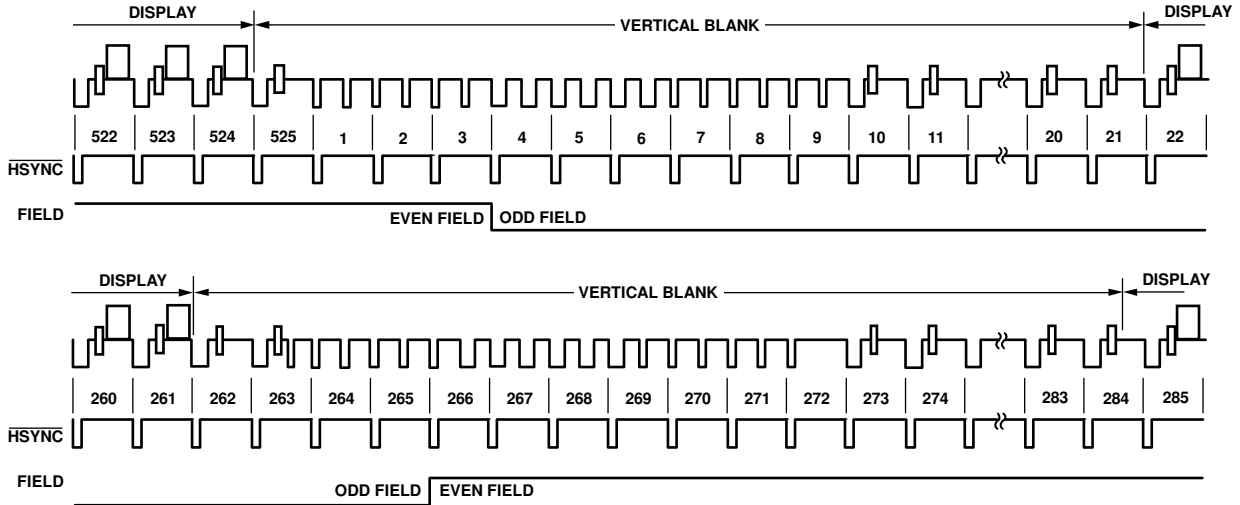 DISPLAY VERTICAL BLANK DISPLAY
522 523 524 525 1 2 3 4 5 6 7 8 9 10 11 20 21 22
HSYNC
FIELD EVEN FIELD ODD FIELD
DISPLAY VERTICAL BLANK DISPLAY
260 261 262 263 264 265 266 267 268 269 270 271 272 273 274 283 284 285
HSYNC
FIELD ODD FIELD EVEN FIELD